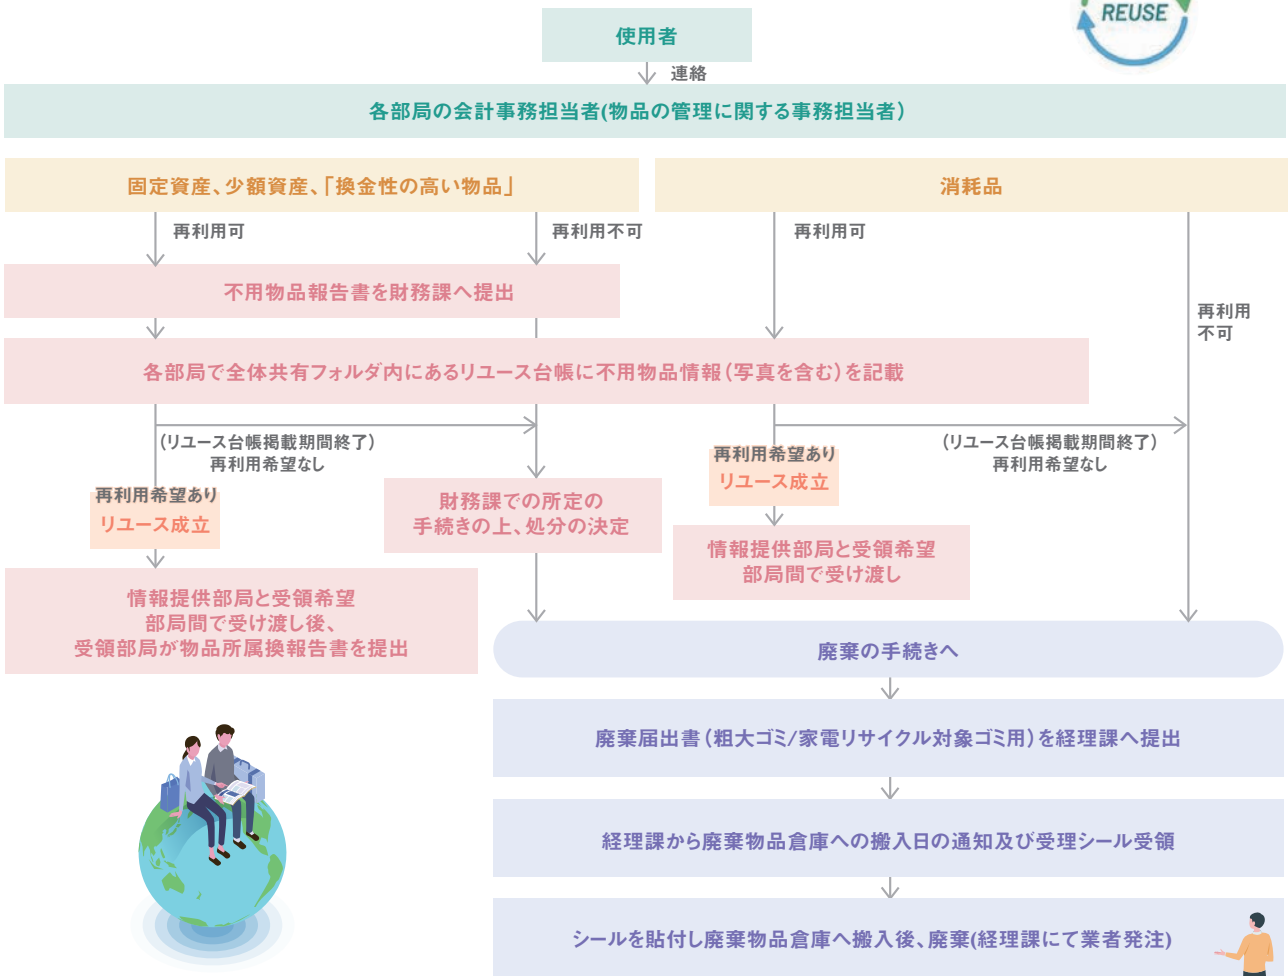 REUSE
使用者
連絡
各部局の会計事務担当者(物品の管理に関する事務担当者)
固定資産、少額資産、「換金性の高い物品」
消耗品
再利用可
再利用不可
再利用可
再利用
不可
不用物品報告書を財務課へ提出
各部局で全体共有フォルダ内にあるリユース台帳に不用物品情報(写真を含む)を記載
(リユース台帳掲載期間終了)
再利用希望なし
再利用希望あり
リユース成立
(リユース台帳掲載期間終了)
再利用希望なし
再利用希望あり
リユース成立
財務課での所定の
手続きの上、処分の決定
情報提供部局と受領希望
部局間で受け渡し
情報提供部局と受領希望
部局間で受け渡し後、
受領部局が物品所属換報告書を提出
廃棄の手続きへ
廃棄届出書(粗大ゴミ/家電リサイクル対象ゴミ用)を経理課へ提出
経理課から廃棄物品倉庫への搬入日の通知及び受理シール受領
シールを貼付し廃棄物品倉庫へ搬入後、廃棄(経理課にて業者発注)